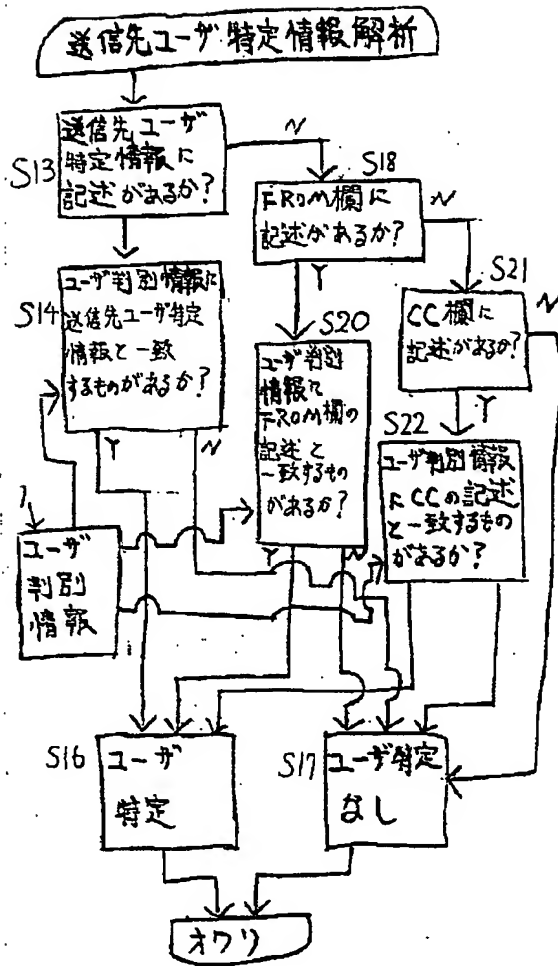 送信先ユーザ特定情報解析
S13
送信先ユーザ
特定情報に
記述があるか?
N
S18
FROM欄に
記述があるか?
N
Y
S21
CC欄に
記述があるか?
N
Y
S14
ユーザ判別情報に
送信先ユーザ特定
情報と一致
するものがあるか?
Y
N
S20
ユーザ判別
情報に
FROM欄の
記述と
一致するもの
があるか?
Y
N
S22
ユーザ判別情報
にCCの記述
と一致するもの
があるか?
ユーザ
判別
情報
S16
ユーザ
特定
S17
ユーザ特定
なし
オワリ